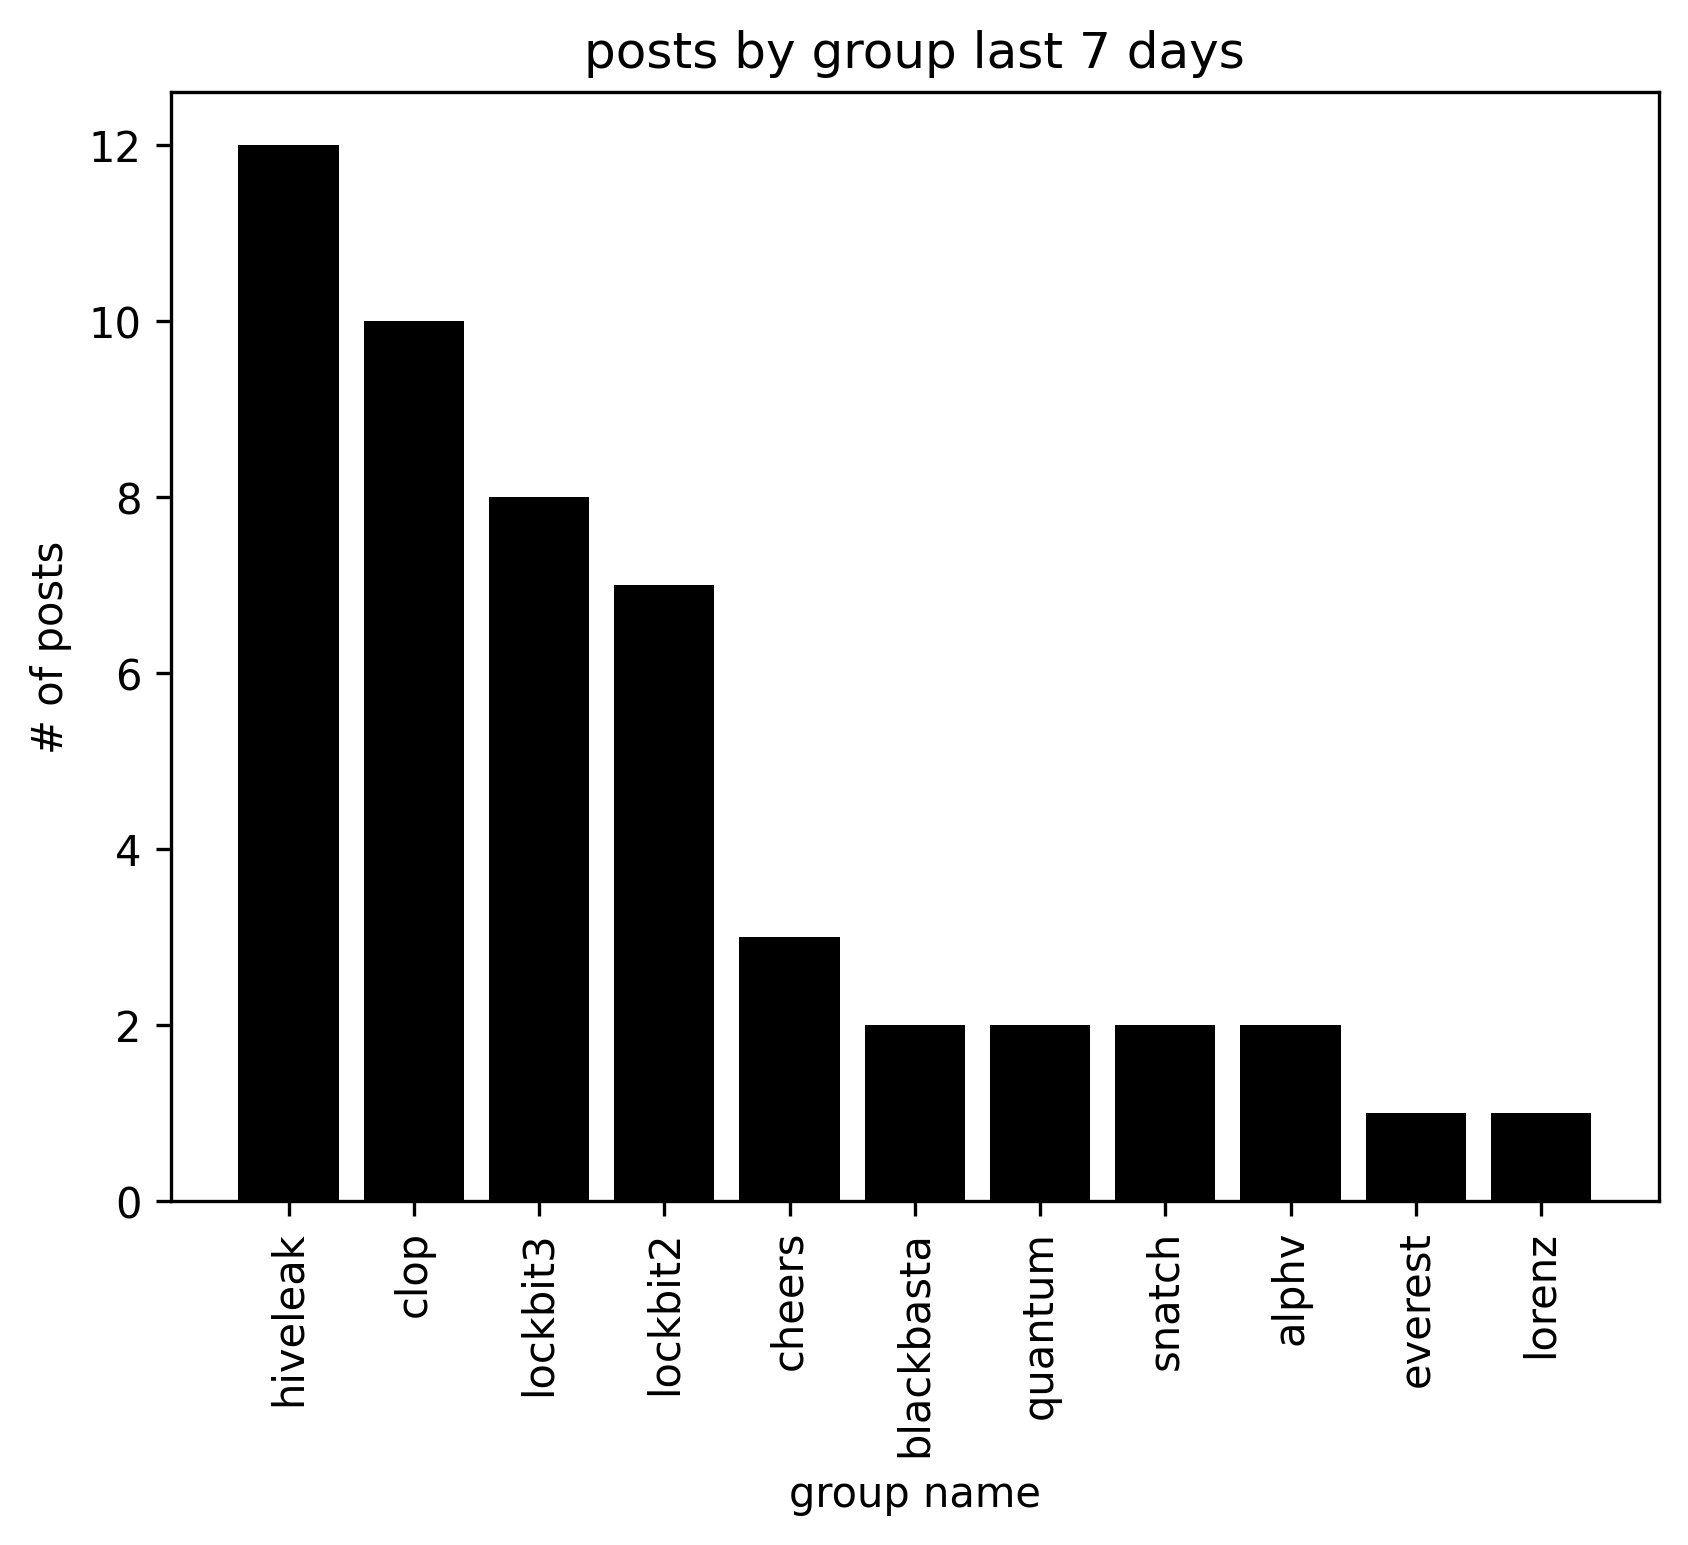 posts by group last 7 days
12
10
8
6
4
2
0
# of posts
hiveleak
clop
lockbit3
lockbit2
cheers
blackbasta
quantum
snatch
alphv
everest
lorenz
group name